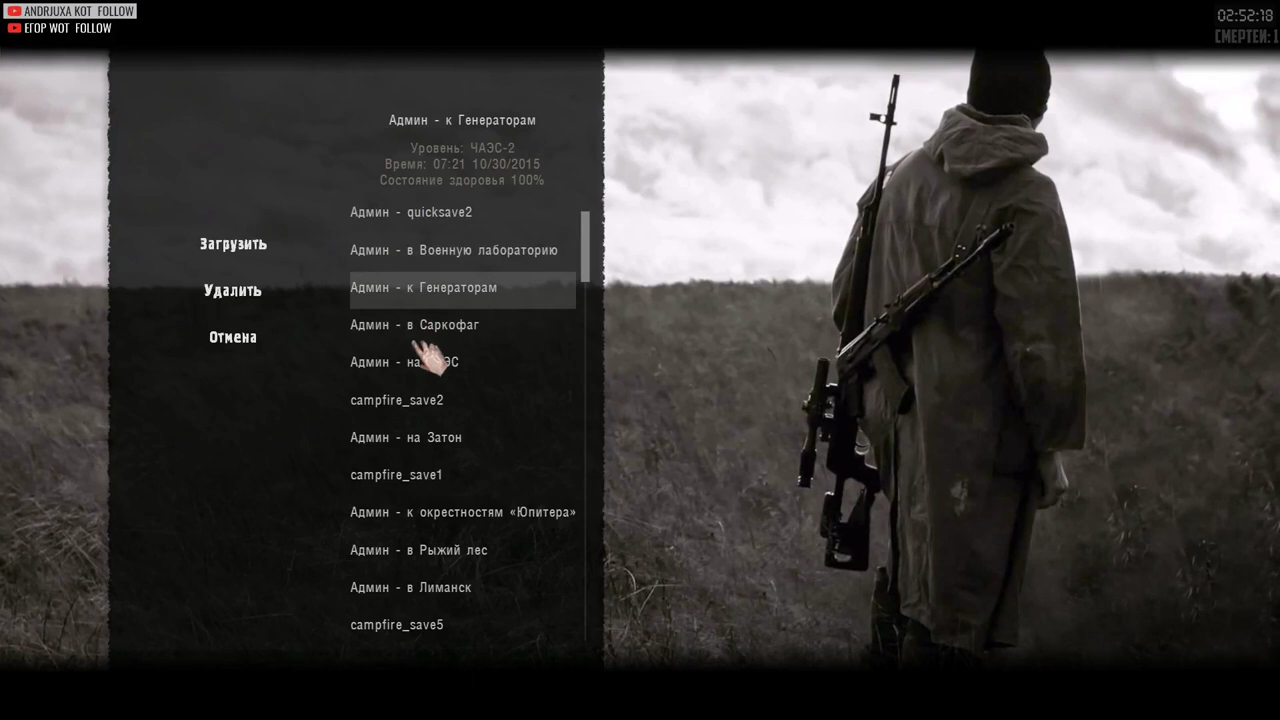 ANDRJUXA KOT FOLLOW
ЕГОР WOT FOLLOW
02:52:18
СМЕРТЕЙ: 1
Админ - к Генераторам
Уровень: ЧАЭС-2
Время: 07:21 10/30/2015
Состояние здоровья 100%
Загрузить
Удалить
Отмена
Админ - quicksave2
Админ - в Военную лабораторию
Админ - к Генераторам
Админ - в Саркофаг
Админ - на ЭС
campfire_save2
Админ - на Затон
campfire_save1
Админ - к окрестностям «Юпитера»
Админ - в Рыжий лес
Админ - в Лиманск
campfire_save5